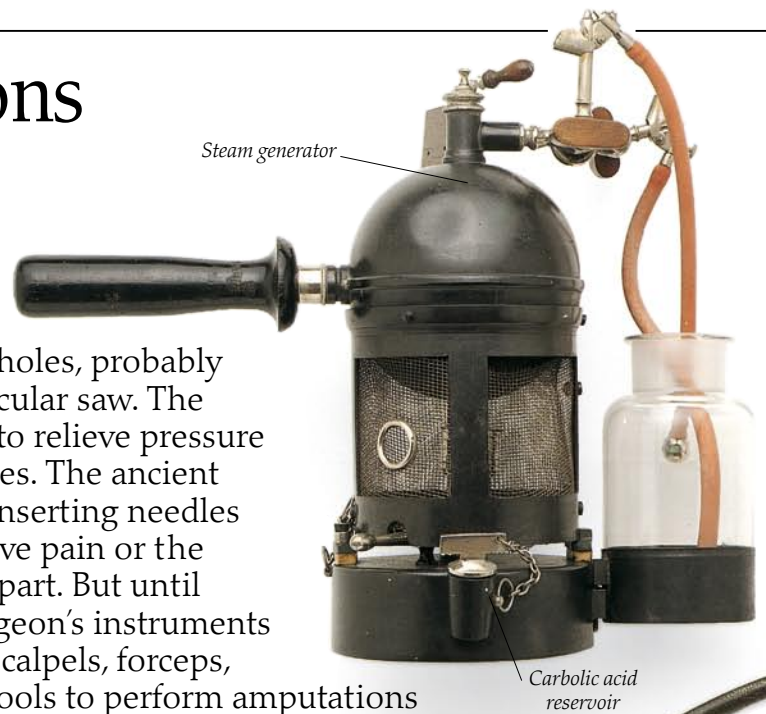 ons
Steam generator
holes, probably
cular saw. The
to relieve pressure
es. The ancient
nserting needles
ve pain or the
part. But until
geon's instruments
calpels, forceps,
ools to perform amputations
Carbolic acid
reservoir